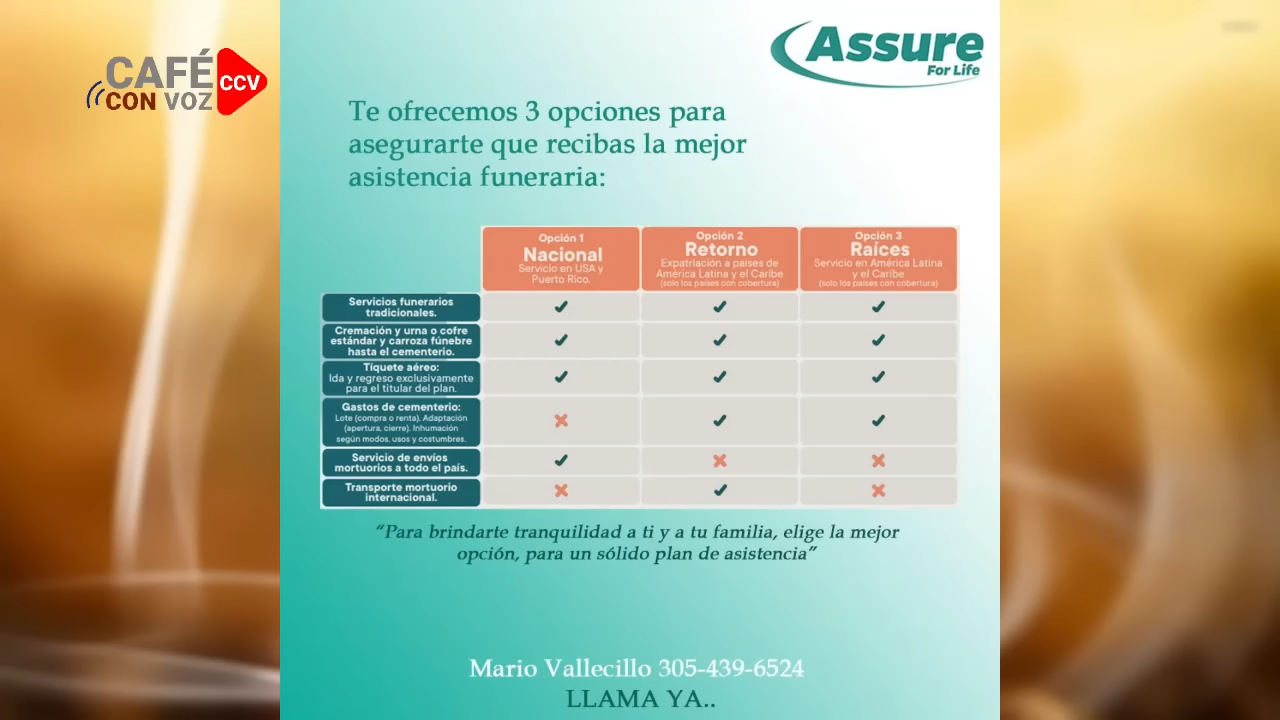 CAFÉ
CON VOZ
CCV
Assure
For Life
Te ofrecemos 3 opciones para
asegurarte que recibas la mejor
asistencia funeraria:
Opción 1
Nacional
Servicio en USA y
Puerto Rico.
Opción 2
Retorno
Expatriación a países de
América Latina y el Caribe
(solo los países con cobertura)
Opción 3
Raíces
Servicio en América Latina
y el Caribe
(solo los países con cobertura)
Servicios funerarios
tradicionales.
Cremación y urna o cofre
estándar y carroza fúnebre
hasta el cementerio.
Tíquete aéreo:
Ida y regreso exclusivamente
para el titular del plan.
Gastos de cementerio:
Lote (compra o renta). Adaptación
(apertura, cierre). Inhumación
según modos, usos y costumbres.
Servicio de envíos
mortuorios a todo el país.
Transporte mortuorio
internacional.
“Para brindarte tranquilidad a ti y a tu familia, elige la mejor
opción, para un sólido plan de asistencia”
Mario Vallecillo 305-439-6524
LLAMA YA..